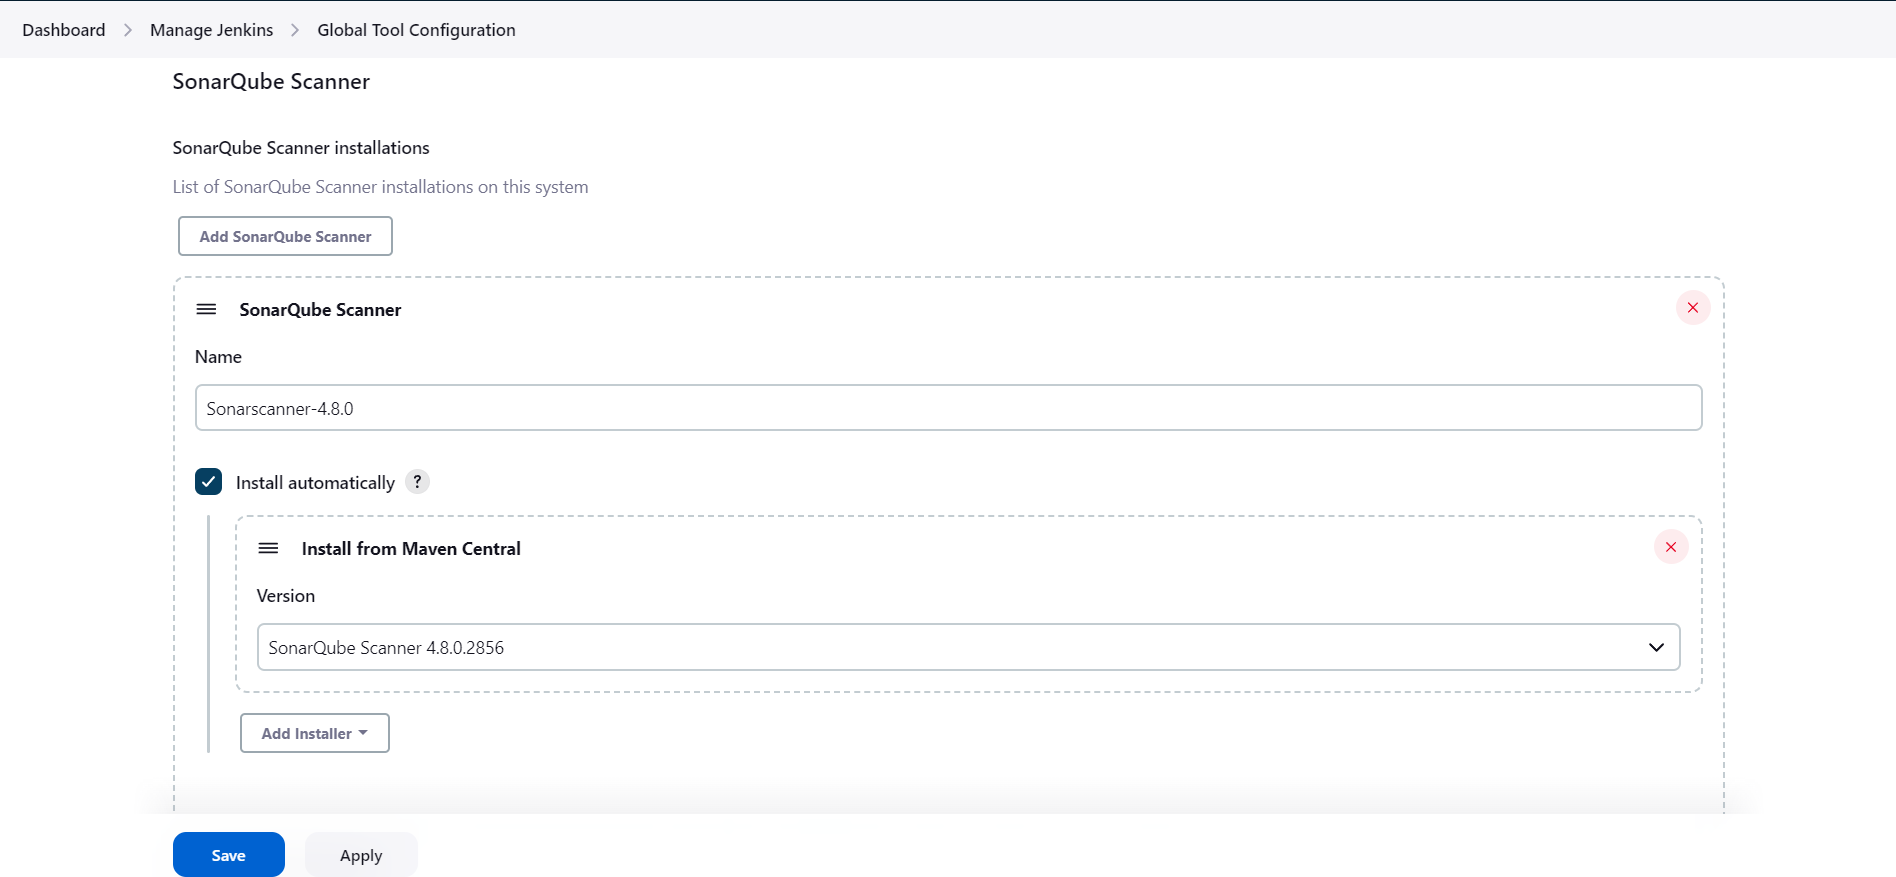 Dashboard > Manage Jenkins > Global Tool Configuration
SonarQube Scanner
SonarQube Scanner installations
List of SonarQube Scanner installations on this system
Add SonarQube Scanner
SonarQube Scanner
Name
Sonarscanner-4.8.0
Install automatically ?
Install from Maven Central
Version
SonarQube Scanner 4.8.0.2856
Add Installer
Save Apply